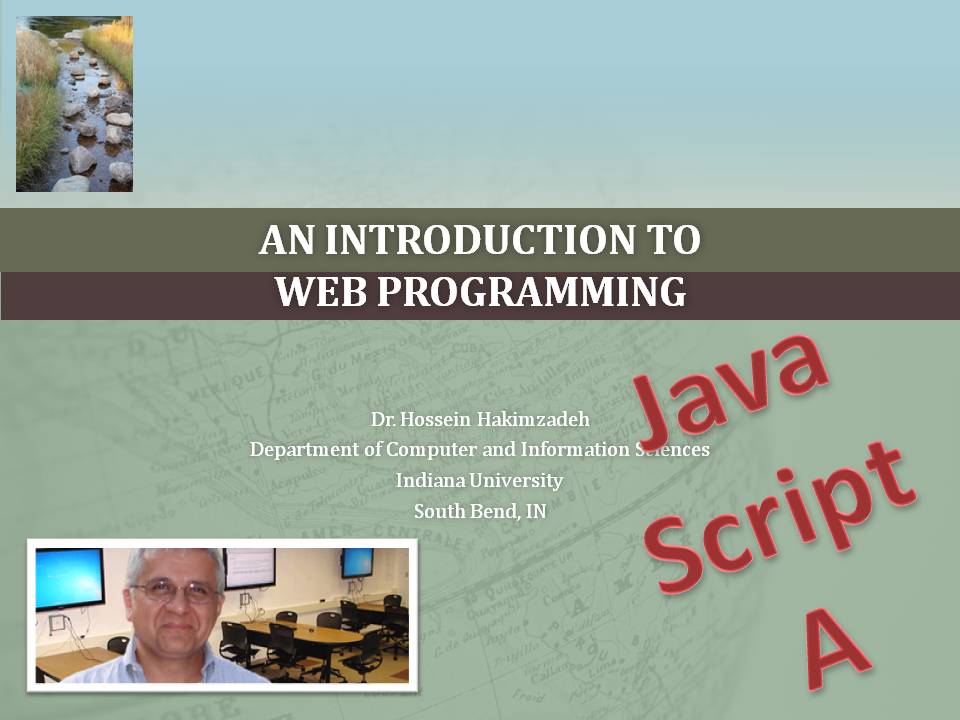 AN INTRODUCTION TO
WEB PROGRAMMING
Dr. Hossein Hakimzadeh
Department of Computer and Information Sciences
Indiana University
South Bend, IN
Java
Script
A
CUBA